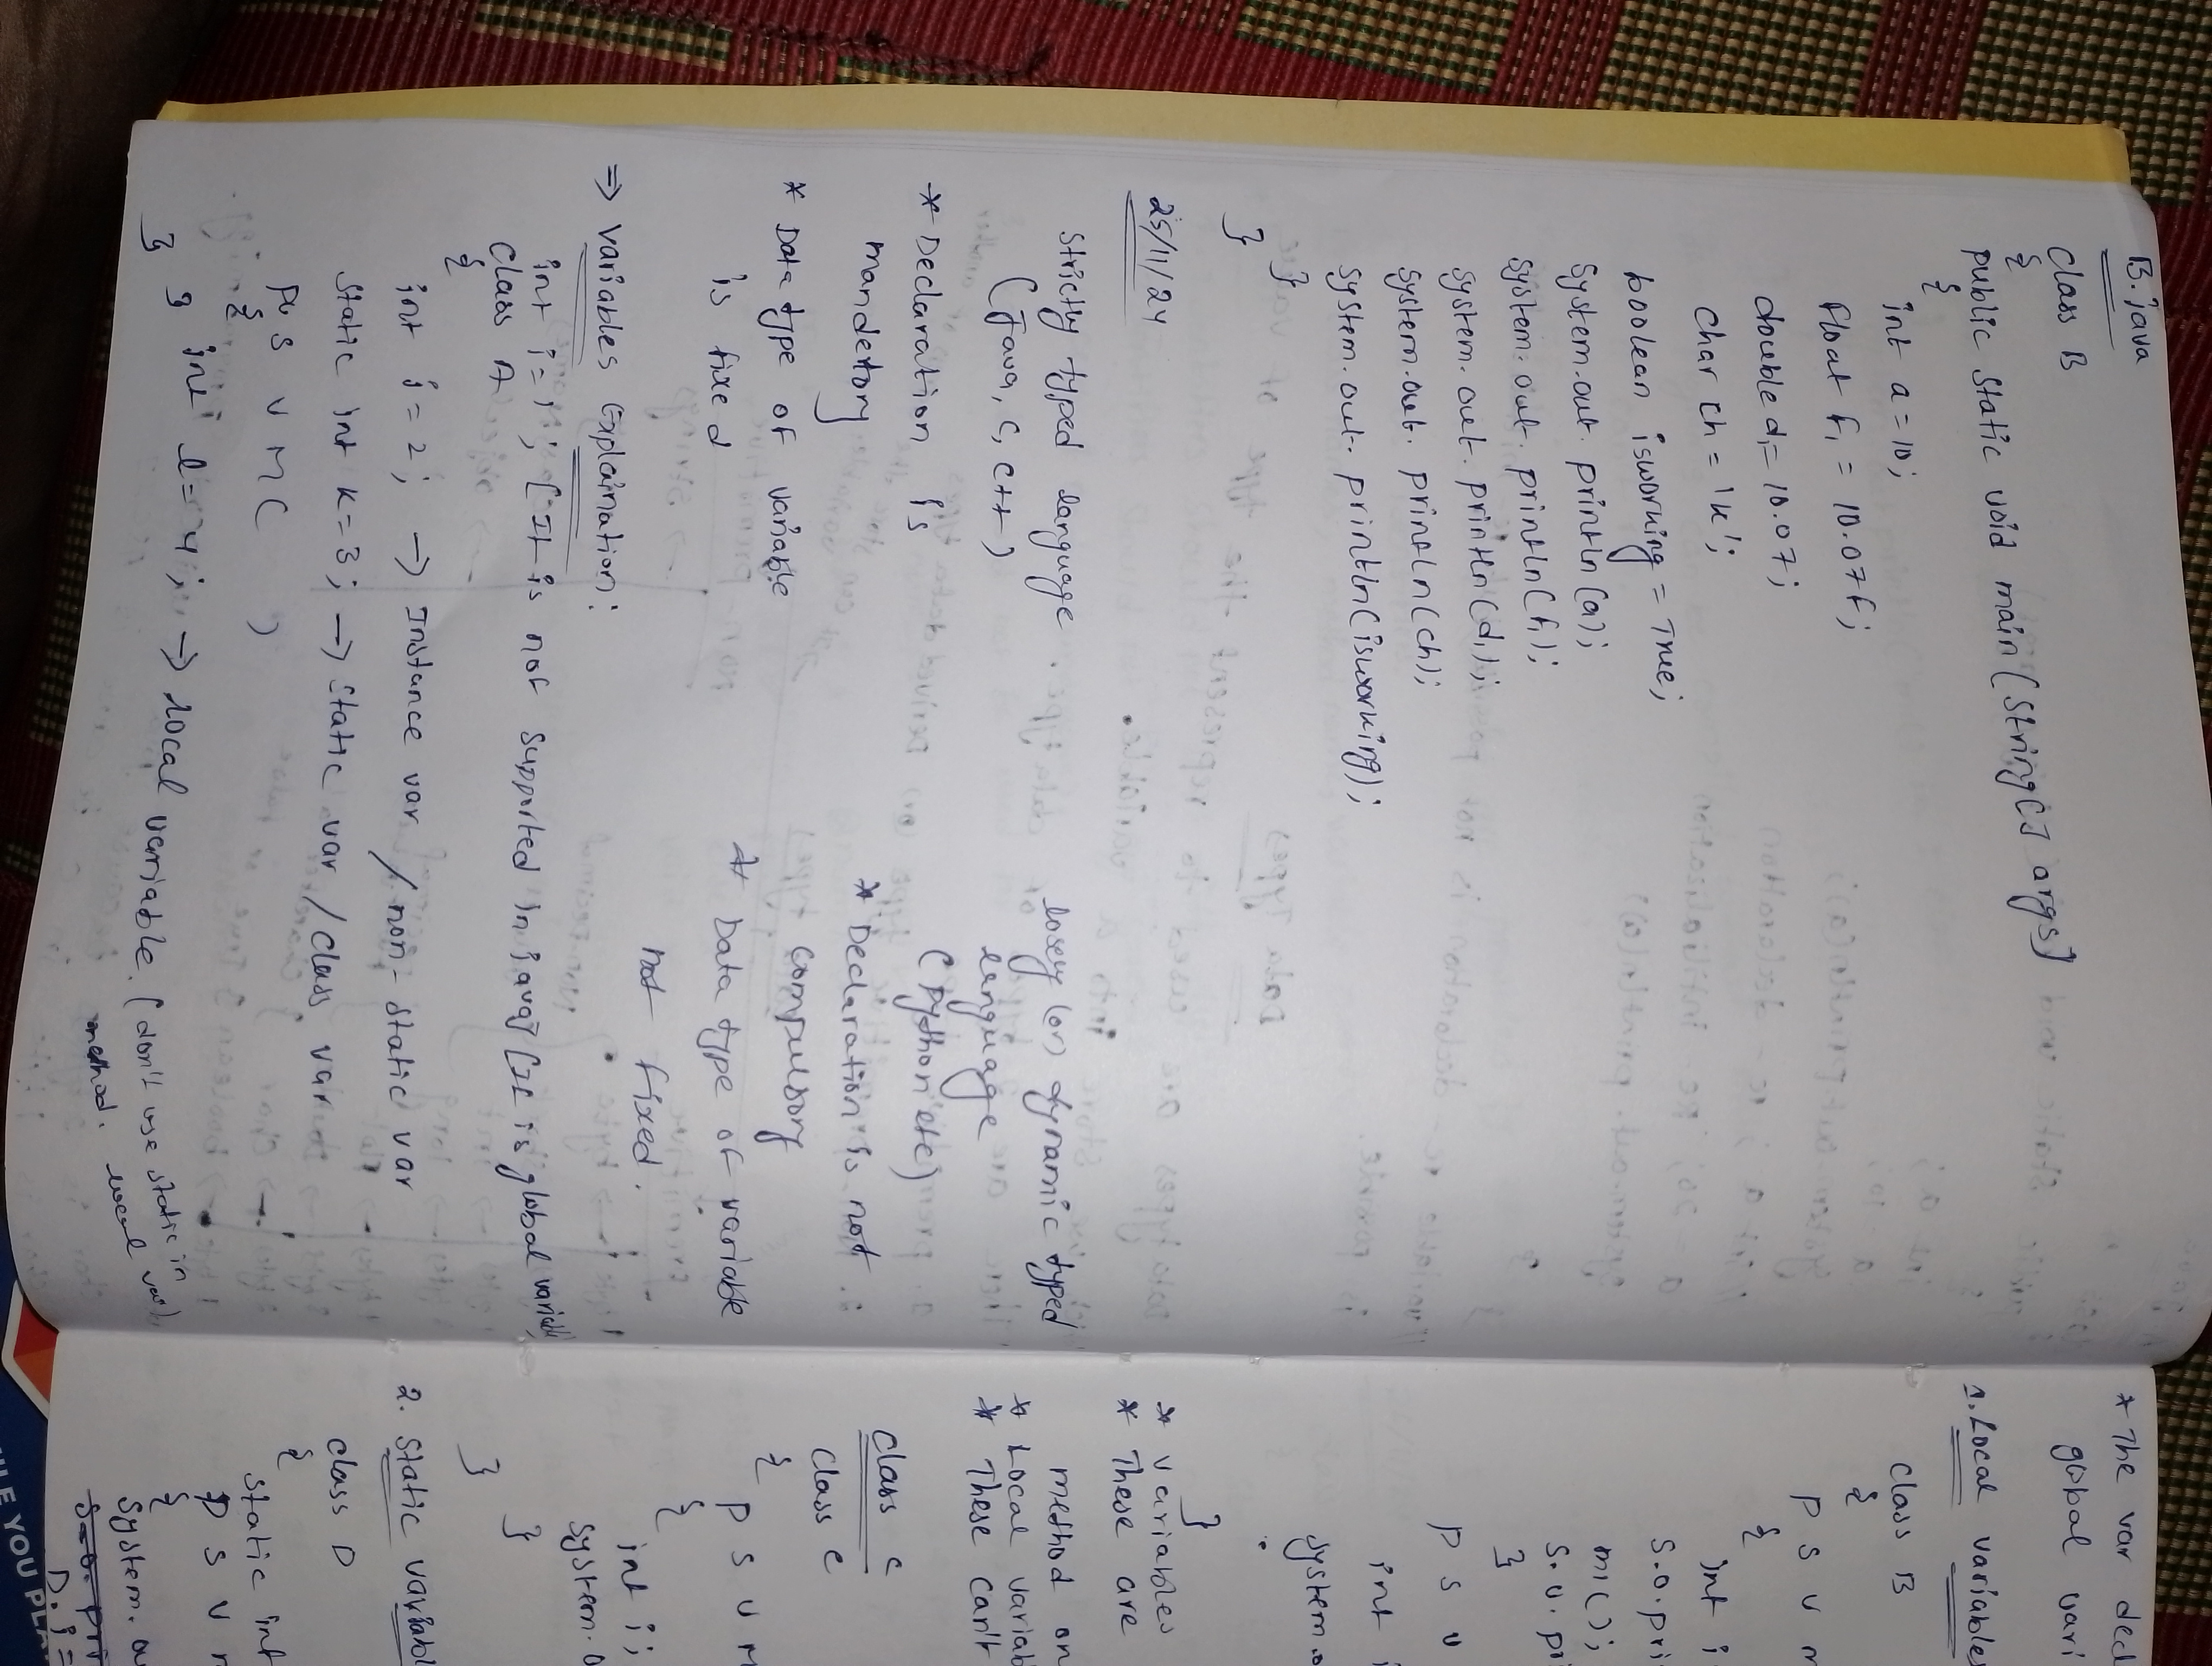 B.java
class B
{
public static void main(String[] args)
{
int a = 10;
float f1 = 10.07f;
double d1 = 10.07;
char ch = 'k';
boolean isworking = True;
System.out.println(a);
System.out.println(f1);
System.out.println(d1);
System.out.println(ch);
System.out.println(isworking);
}
}
25/11/24
Strictly typed language
(Java, C, C++)
* Declaration is
mandetory
* Data type of variable
is fixed
losely (or) dynamic typed
language
(Python etc)
* Declaration is not
compulsory
* Data type of variable
not fixed.
=> Variables Explaination:
int i = 1; [It is not supported in java] [It is global variable]
class A
{
int j = 2; → Instance var / non-static var
static int k = 3; → static var / class var
P S V M ( )
{
int l = 4; → local variable. (don't use static in
method. local var)
}
}
* The var decl
global vari
1. Local variables
class B
{
P S V M
{
int i
S.o.pri
m1();
S.o.pri
}
P S V
int i
System.o
}
* Variables
* These are
method on
* Local variab
* These can't
Class C
class C
{
P S V M
{
int i;
System.o
}
}
2. Static variabl
class D
{
static int
P S V M
{
System.ou
D.i =